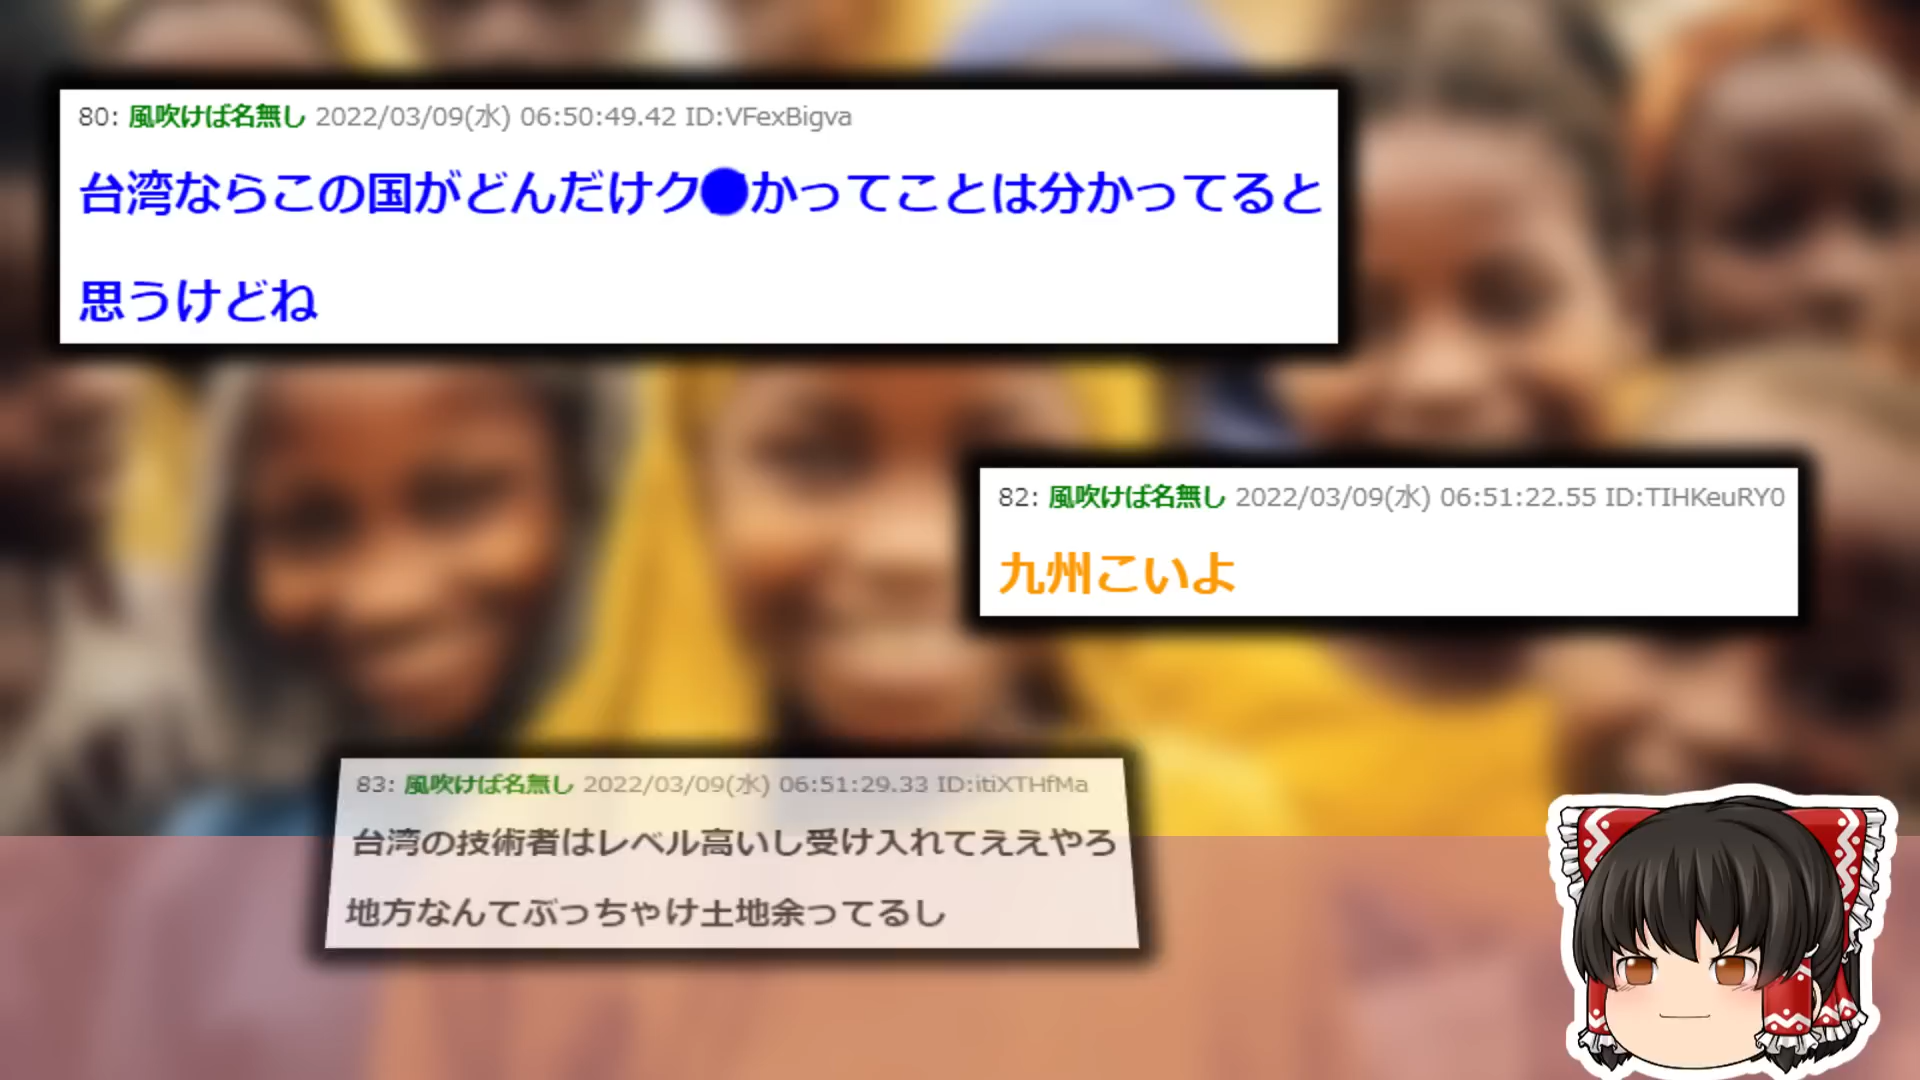 80: 風吹けば名無し 2022/03/09(水) 06:50:49.42 ID:VFexBigva
台湾ならこの国がどんだけク●かってことは分かってると
思うけどね
82: 風吹けば名無し 2022/03/09(水) 06:51:22.55 ID:TIHKeuRY0
九州こいよ
83: 風吹けば名無し 2022/03/09(水) 06:51:29.33 ID:itiXTHfMa
台湾の技術者はレベル高いし受け入れてええやろ
地方なんてぶっちゃけ土地余ってるし